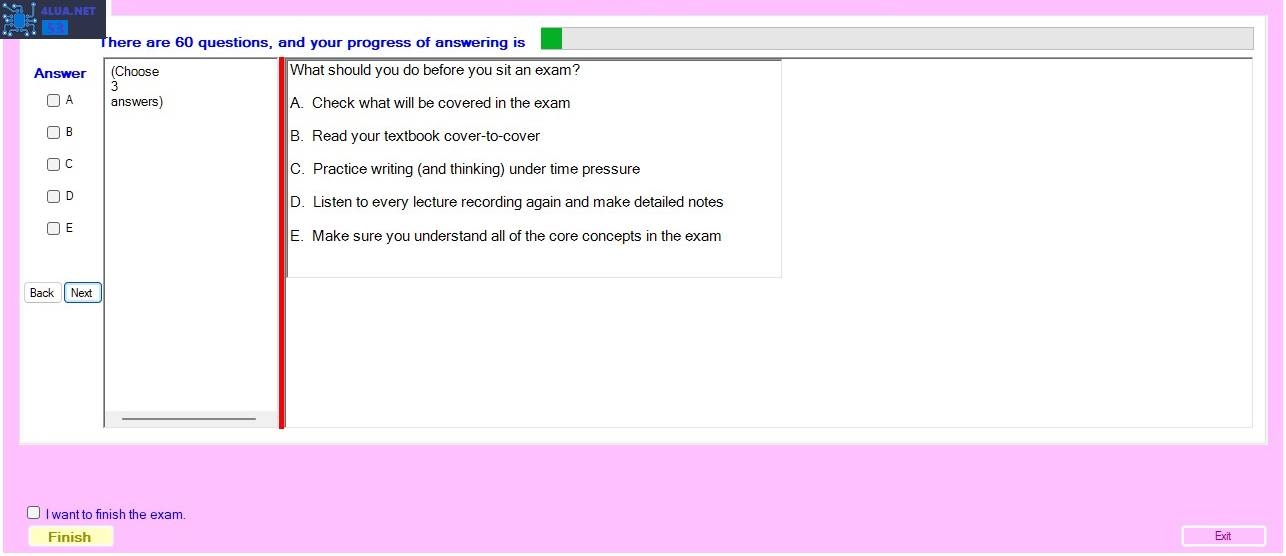 4LUA.NET
53
There are 60 questions, and your progress of answering is
Answer
A
B
C
D
E
Back
Next
(Choose
3
answers)
What should you do before you sit an exam?
A. Check what will be covered in the exam
B. Read your textbook cover-to-cover
C. Practice writing (and thinking) under time pressure
D. Listen to every lecture recording again and make detailed notes
E. Make sure you understand all of the core concepts in the exam
I want to finish the exam.
Finish
Exit